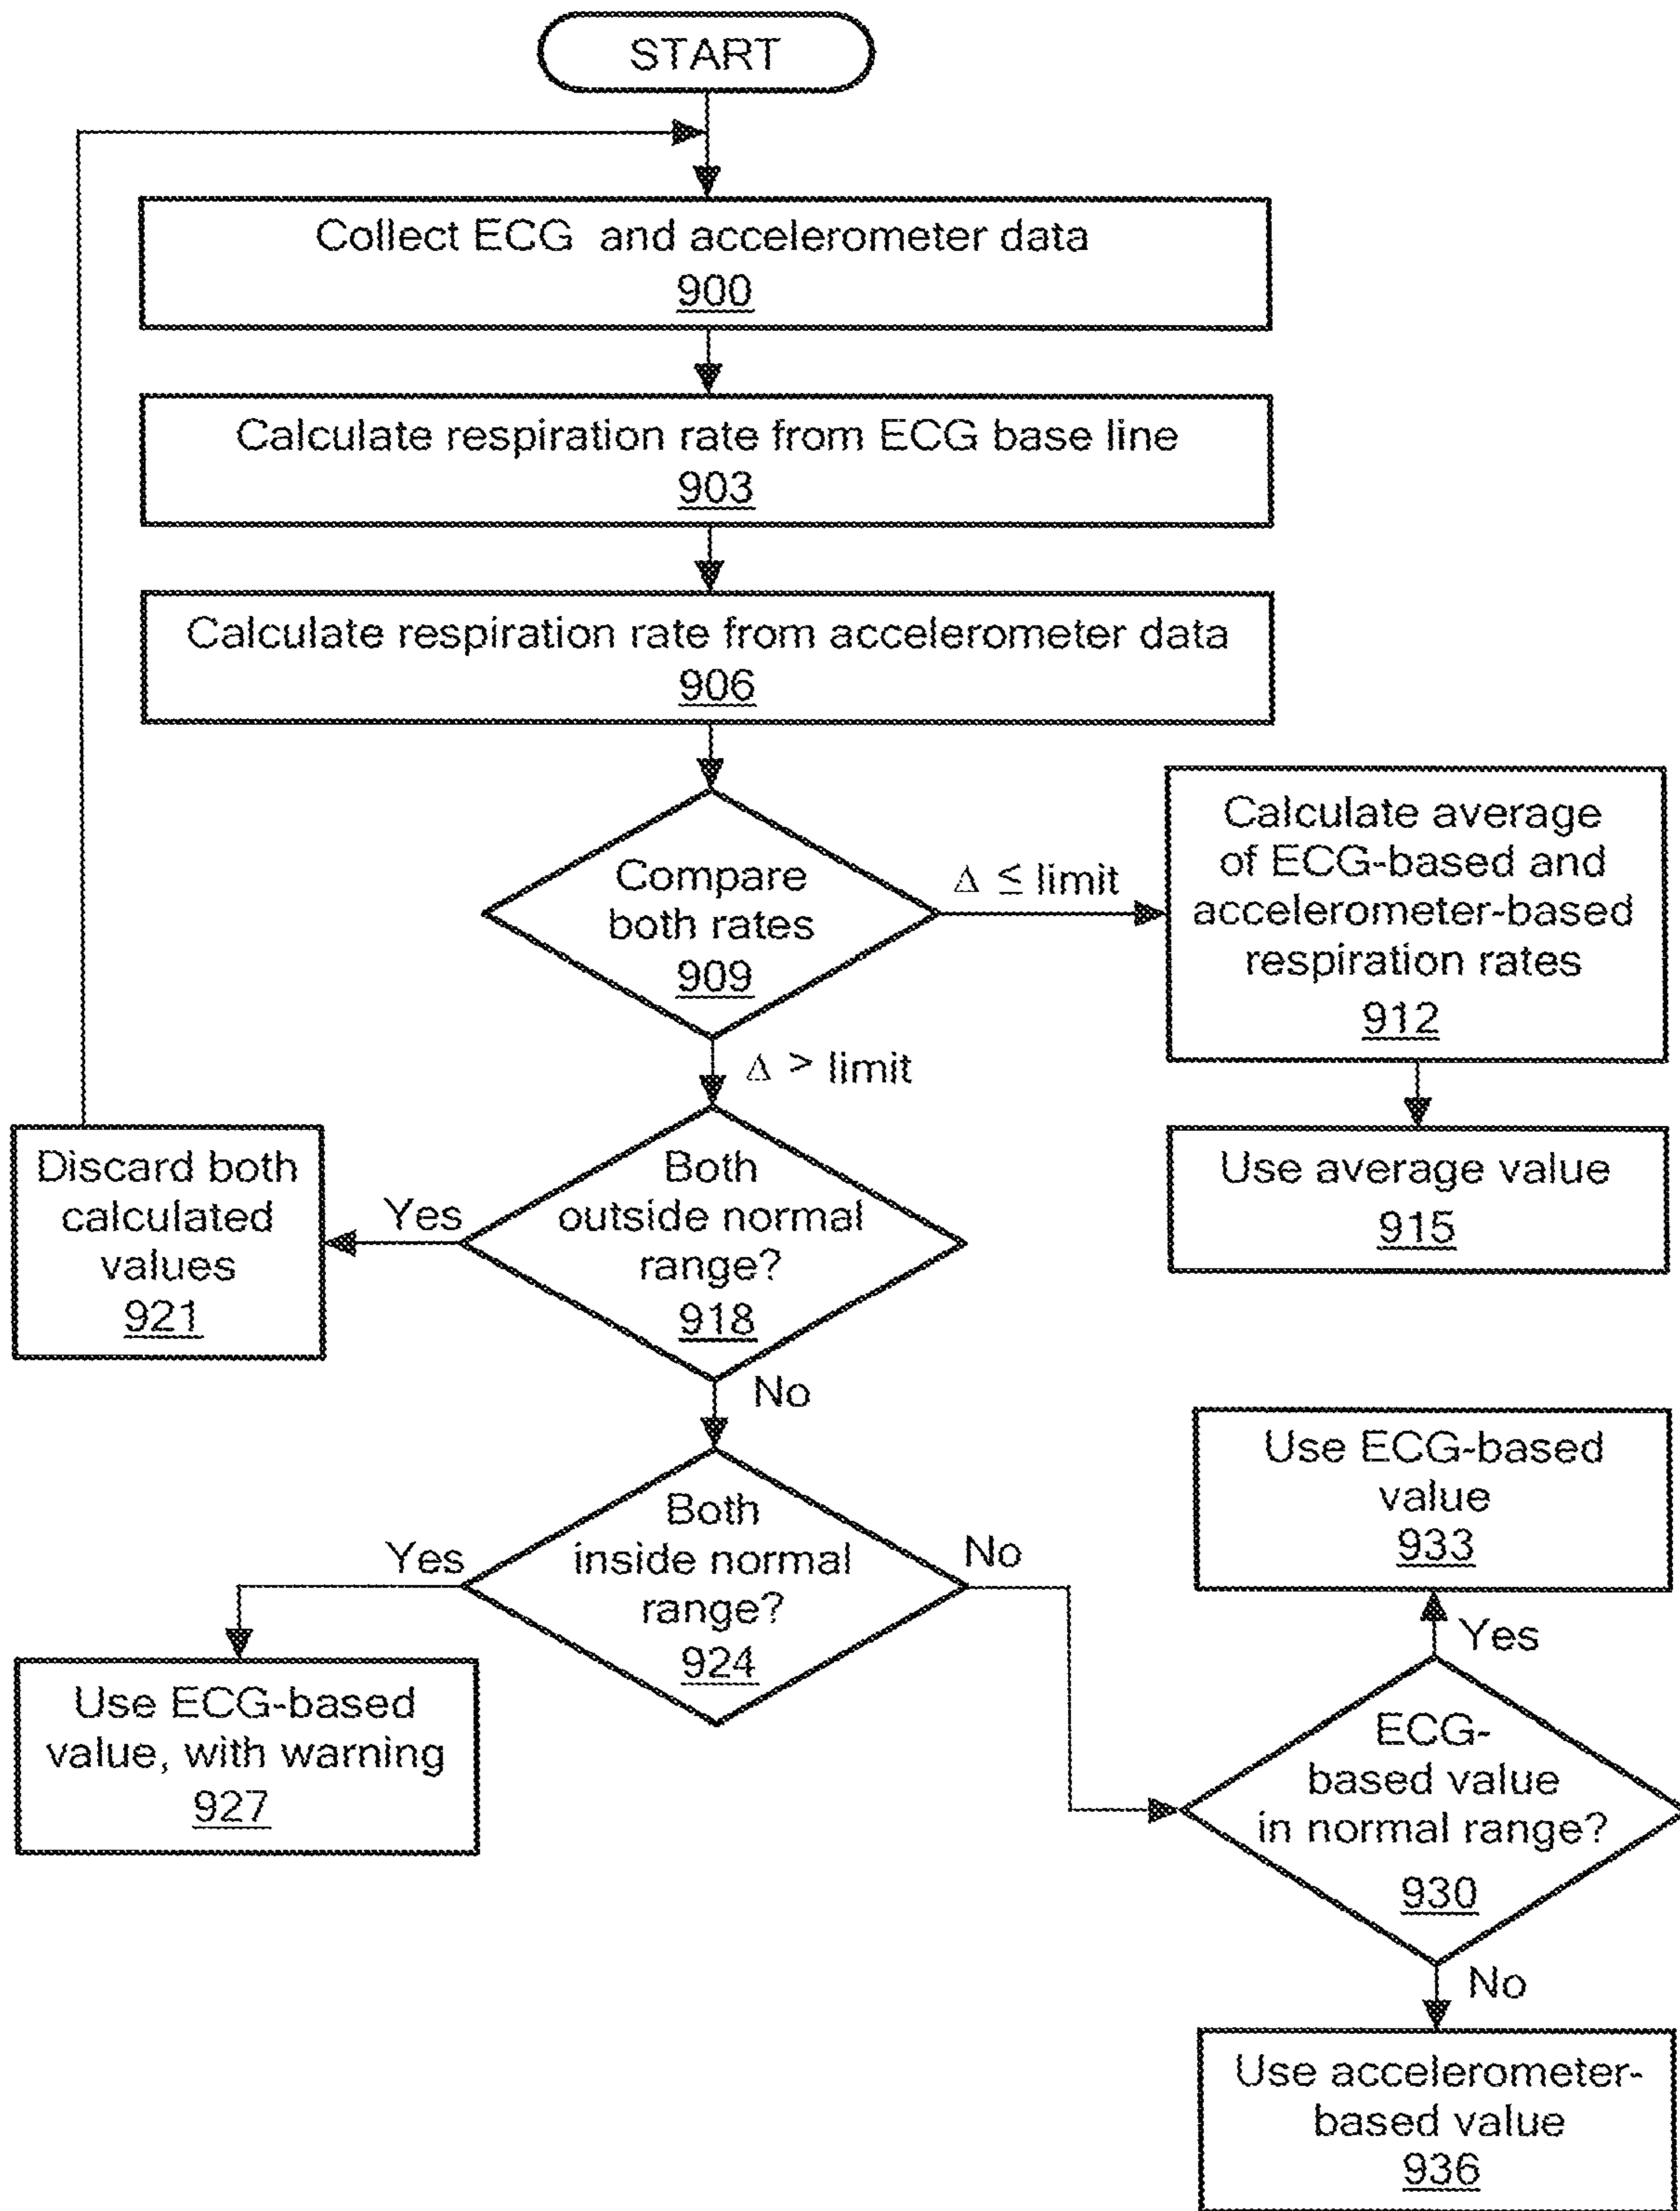 START
Collect ECG and accelerometer data
900
Calculate respiration rate from ECG base line
903
Calculate respiration rate from accelerometer data
906
Compare
both rates
909
Δ ≤ limit
Calculate average
of ECG-based and
accelerometer-based
respiration rates
912
Use average value
915
Δ > limit
Both
outside normal
range?
918
Yes
Discard both
calculated
values
921
No
Both
inside normal
range?
924
Yes
Use ECG-based
value, with warning
927
No
ECG-
based value
in normal range?
930
Yes
Use ECG-based
value
933
No
Use accelerometer-
based value
936